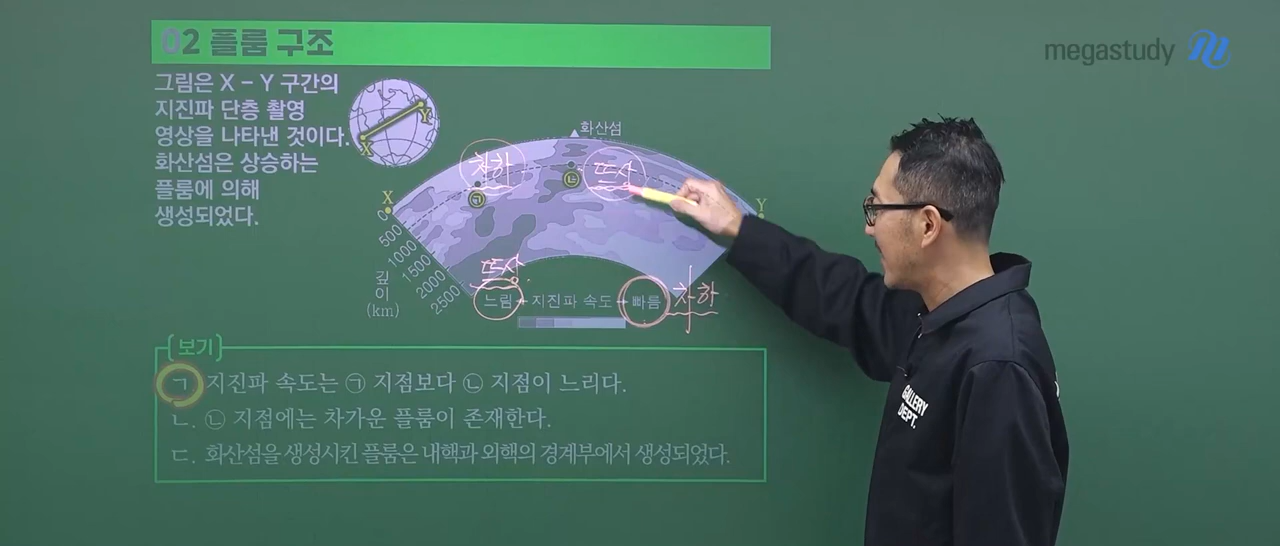 02 플룸 구조
megastudy
그림은 X – Y 구간의
지진파 단층 촬영
영상을 나타낸 것이다.
화산섬은 상승하는
플룸에 의해
생성되었다.
X
Y
화산섬
차하
뜨상
㉠
㉡
X
Y
0
500
1000
1500
2000
2500
깊이
(km)
뜨상
느림 지진파 속도 빠름
차하
보기
ㄱ. 지진파 속도는 ㉠ 지점보다 ㉡ 지점이 느리다.
ㄴ. ㉡ 지점에는 차가운 플룸이 존재한다.
ㄷ. 화산섬을 생성시킨 플룸은 내핵과 외핵의 경계부에서 생성되었다.
GALLERY
DEPT.